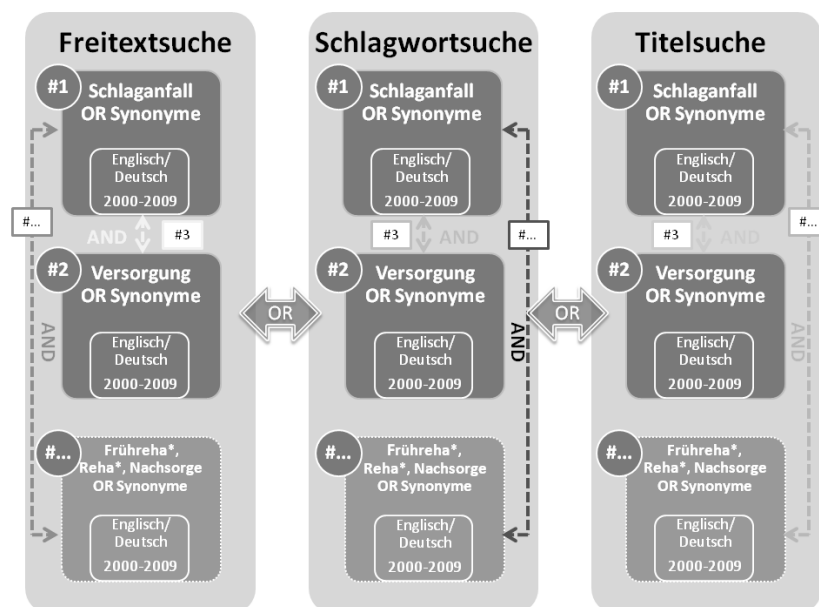 Freitextsuche
#1
Schlaganfall
OR Synonyme
Englisch/
Deutsch
2000-2009
#...
AND
#3
#2
Versorgung
OR Synonyme
Englisch/
Deutsch
2000-2009
AND
#...
Frühreha*,
Reha*, Nachsorge
OR Synonyme
Englisch/
Deutsch
2000-2009
OR
Schlagwortsuche
#1
Schlaganfall
OR Synonyme
Englisch/
Deutsch
2000-2009
#3
AND
#...
#2
Versorgung
OR Synonyme
Englisch/
Deutsch
2000-2009
AND
#...
Frühreha*,
Reha*, Nachsorge
OR Synonyme
Englisch/
Deutsch
2000-2009
OR
Titelsuche
#1
Schlaganfall
OR Synonyme
Englisch/
Deutsch
2000-2009
#3
AND
#...
#2
Versorgung
OR Synonyme
Englisch/
Deutsch
2000-2009
AND
#...
Frühreha*,
Reha*, Nachsorge
OR Synonyme
Englisch/
Deutsch
2000-2009